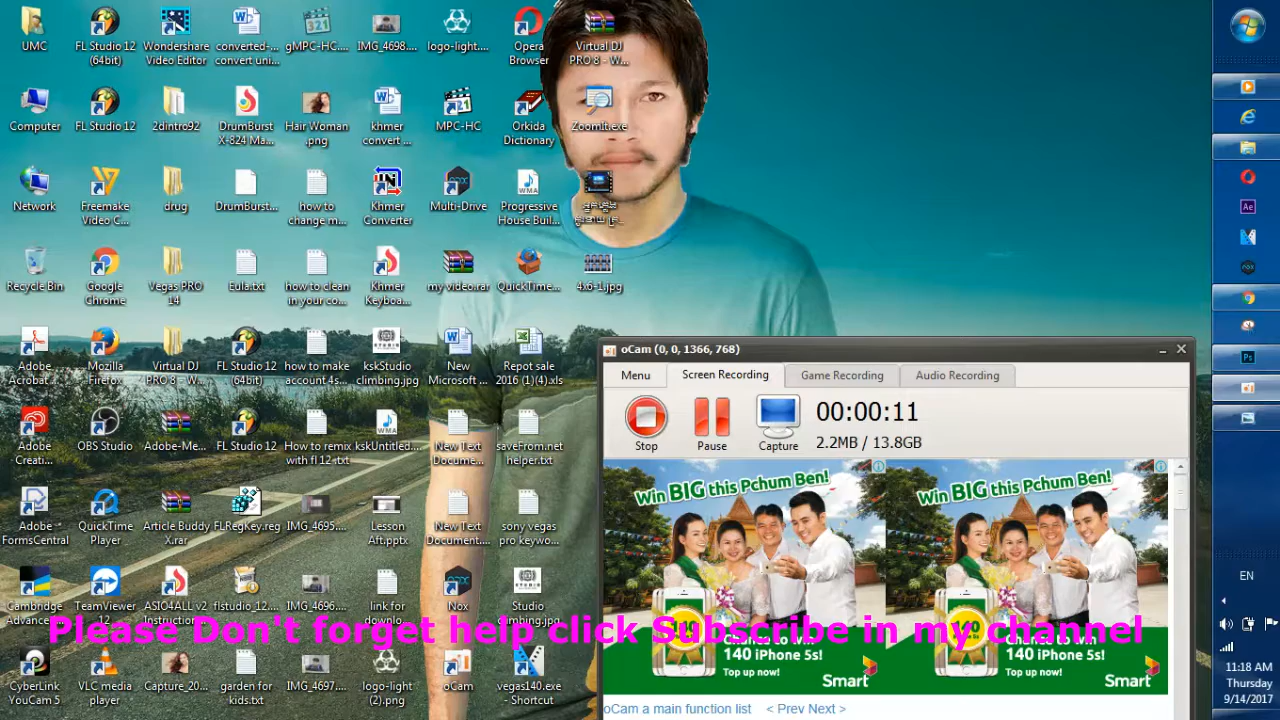 UMC
FL Studio 12
(64bit)
Wondershare
Video Editor
converted-...
convert uni...
gMPC-HC....
IMG_4698....
logo-light....
Opera
Browser
Virtual DJ
PRO 8 - W...
Computer
FL Studio 12
2dintro92
DrumBurst
X-824 Ma...
Hair Woman
.png
khmer
convert ...
MPC-HC
Orkida
Dictionary
ZoomIt.exe
Network
Freemake
Video C...
drug
DrumBurst...
how to
change m...
Khmer
Converter
Multi-Drive
Progressive
House Buil...
Recycle Bin
Google
Chrome
Vegas PRO
14
Eula.txt
how to clean
in your co...
Khmer
Keyboa...
my video.rar
QuickTime...
4x6-1.jpg
Adobe
Acrobat...
Mozilla
Firefox
Virtual DJ
PRO 8 - W...
FL Studio 12
(64bit)
how to make
account 4s...
kskStudio
climbing.jpg
New
Microsoft ...
Repot sale
2016 (1)(4).xls
Adobe
Creati...
OBS Studio
Adobe-Me...
FL Studio 12
How to remix
with fl 12 .txt
kskUntitled...
New Text
Docume...
saveFrom.net
helper.txt
Adobe
FormsCentral
QuickTime
Player
Article Buddy
X.rar
FLRegKey.reg
IMG_4695....
Lesson
Aft.pptx
New Text
Document...
sony vegas
pro keywo...
Cambridge
Advance...
TeamViewer
12
ASIO4ALL v2
Instruction...
flstudio_12...
IMG_4696....
link for
downlo...
Nox
Studio
climbing.jpg
CyberLink
YouCam 5
VLC media
player
Capture_20...
garden for
kids.txt
IMG_4697....
logo-light
(2).png
oCam
vegas140.exe
- Shortcut
oCam (0, 0, 1366, 768)
Menu
Screen Recording
Game Recording
Audio Recording
Stop
Pause
Capture
00:00:11
2.2MB / 13.8GB
Win BIG this Pchum Ben!
Win BIG this Pchum Ben!
140 iPhone 5s!
Top up now!
Smart
140 iPhone 5s!
Top up now!
Smart
oCam a main function list < Prev Next >
Please Don't forget help click Subscribe in my channel
EN
11:18 AM
Thursday
9/14/2017